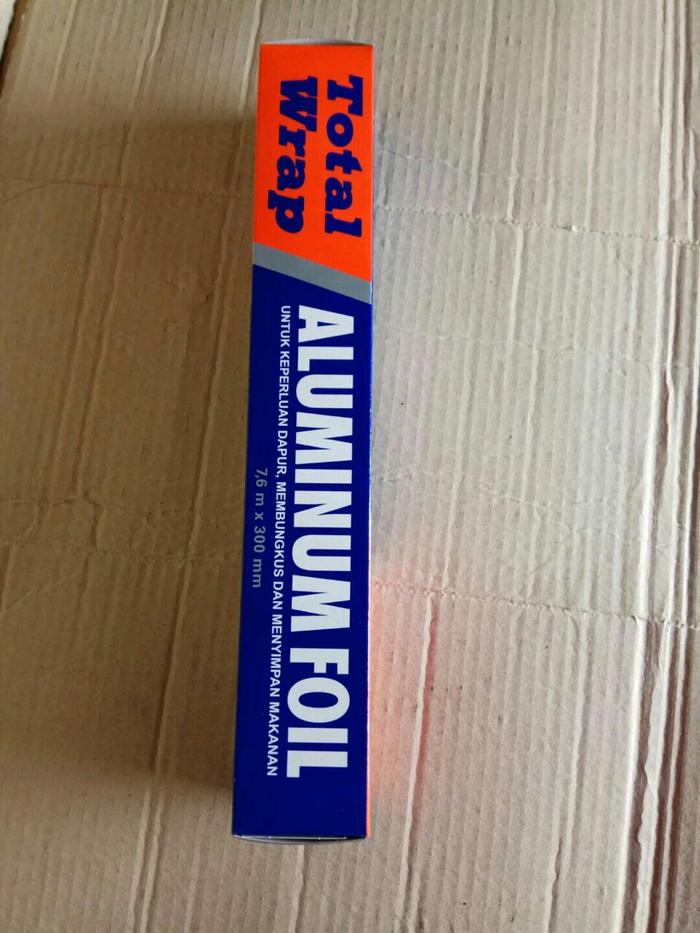 Total
Wrap
ALUMINUM FOIL
UNTUK KEPERLUAN DAPUR, MEMBUNGKUS DAN MENYIMPAN MAKANAN
7,6 m x 300 mm